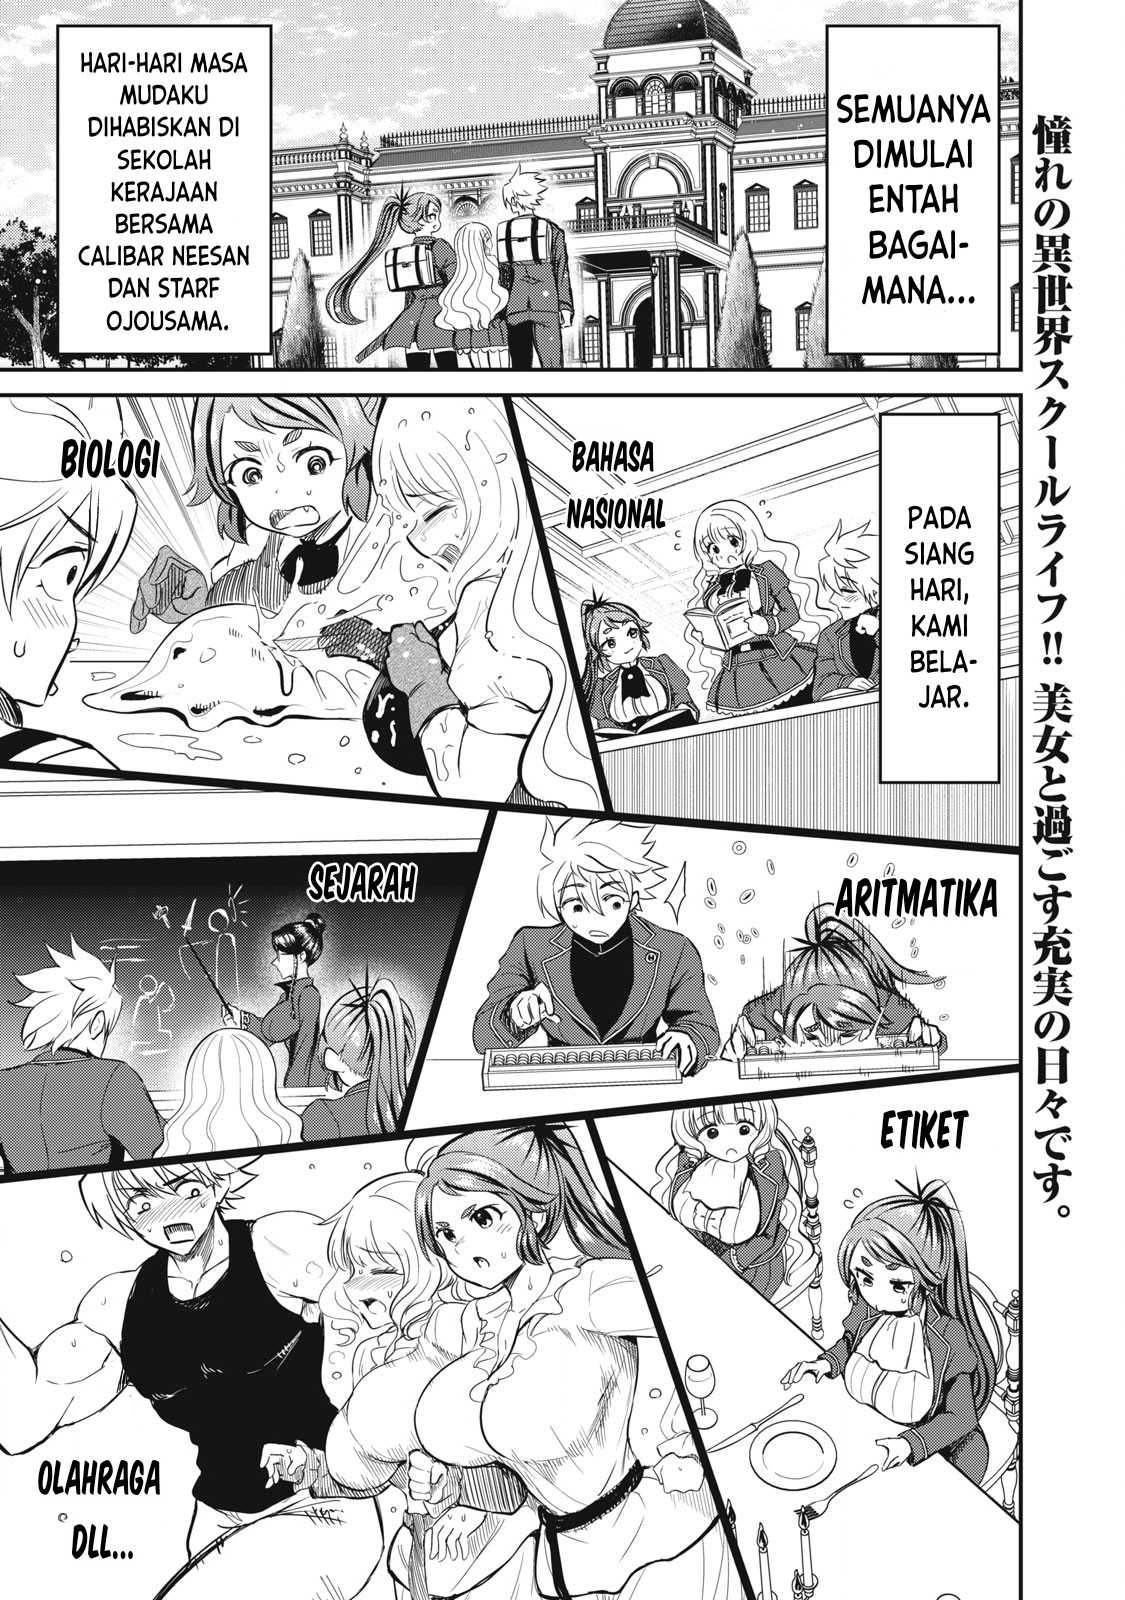 憧れの異世界スクールライフ!! 美女と過ごす充実の日々です。
SEMUANYA
DIMULAI
ENTAH
BAGAI-
MANA...
HARI-HARI MASA
MUDAKU
DIHABISKAN DI
SEKOLAH
KERAJAAN
BERSAMA
CALIBAR NEESAN
DAN STARF
OJOUSAMA.
PADA
SIANG
HARI,
KAMI
BELA-
JAR.
BAHASA
NASIONAL
BIOLOGI
ARITMATIKA
SEJARAH
ETIKET
OLAHRAGA
DLL...